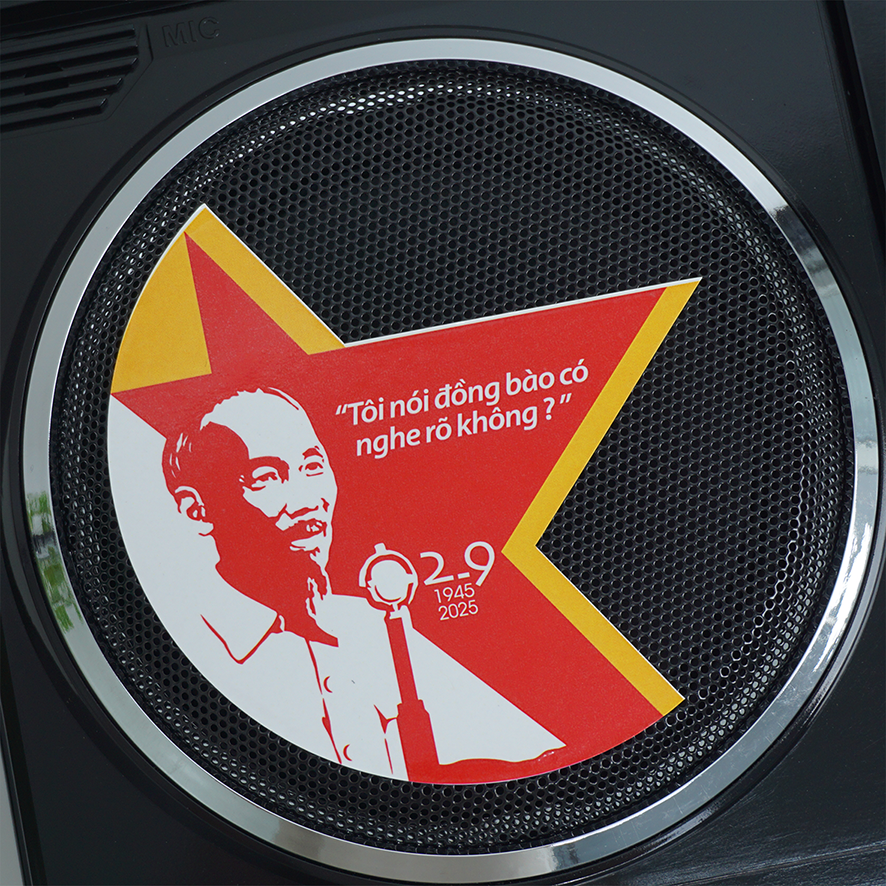 MIC
“Tôi nói đồng bào có
nghe rõ không ? ”
2-9
1945
2025